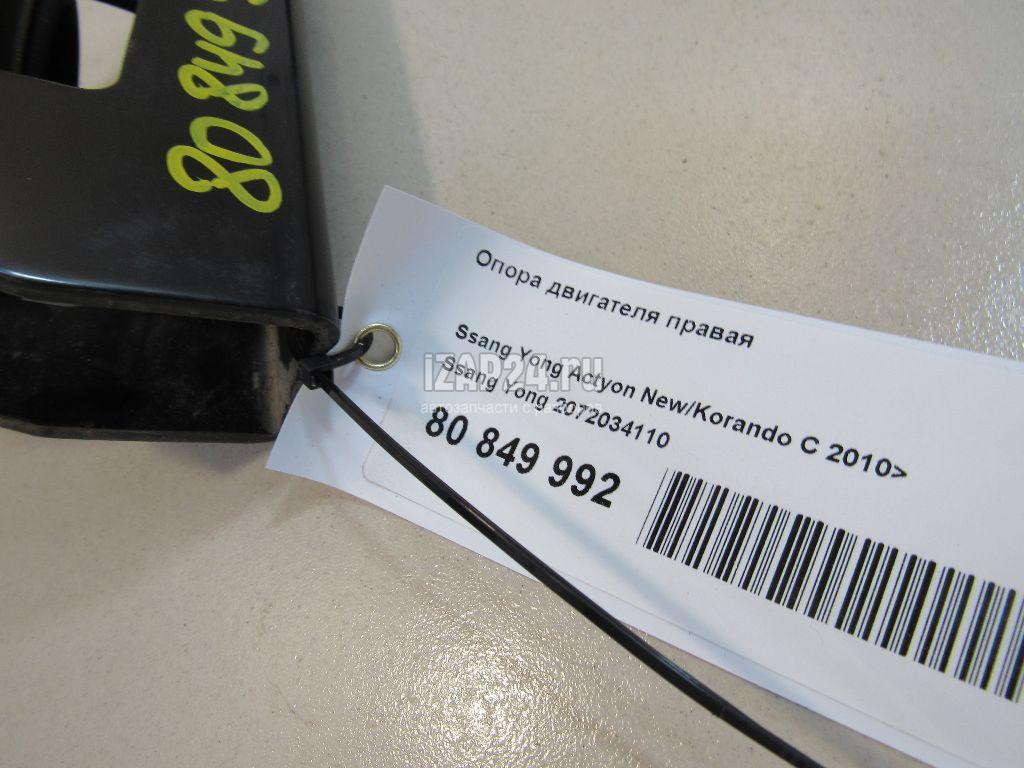 80 849
Опора двигателя правая
Ssang Yong Actyon New/Korando C 2010>
Ssang Yong 2072034110
80 849 992
iZAP24.ru
автозапчасти с